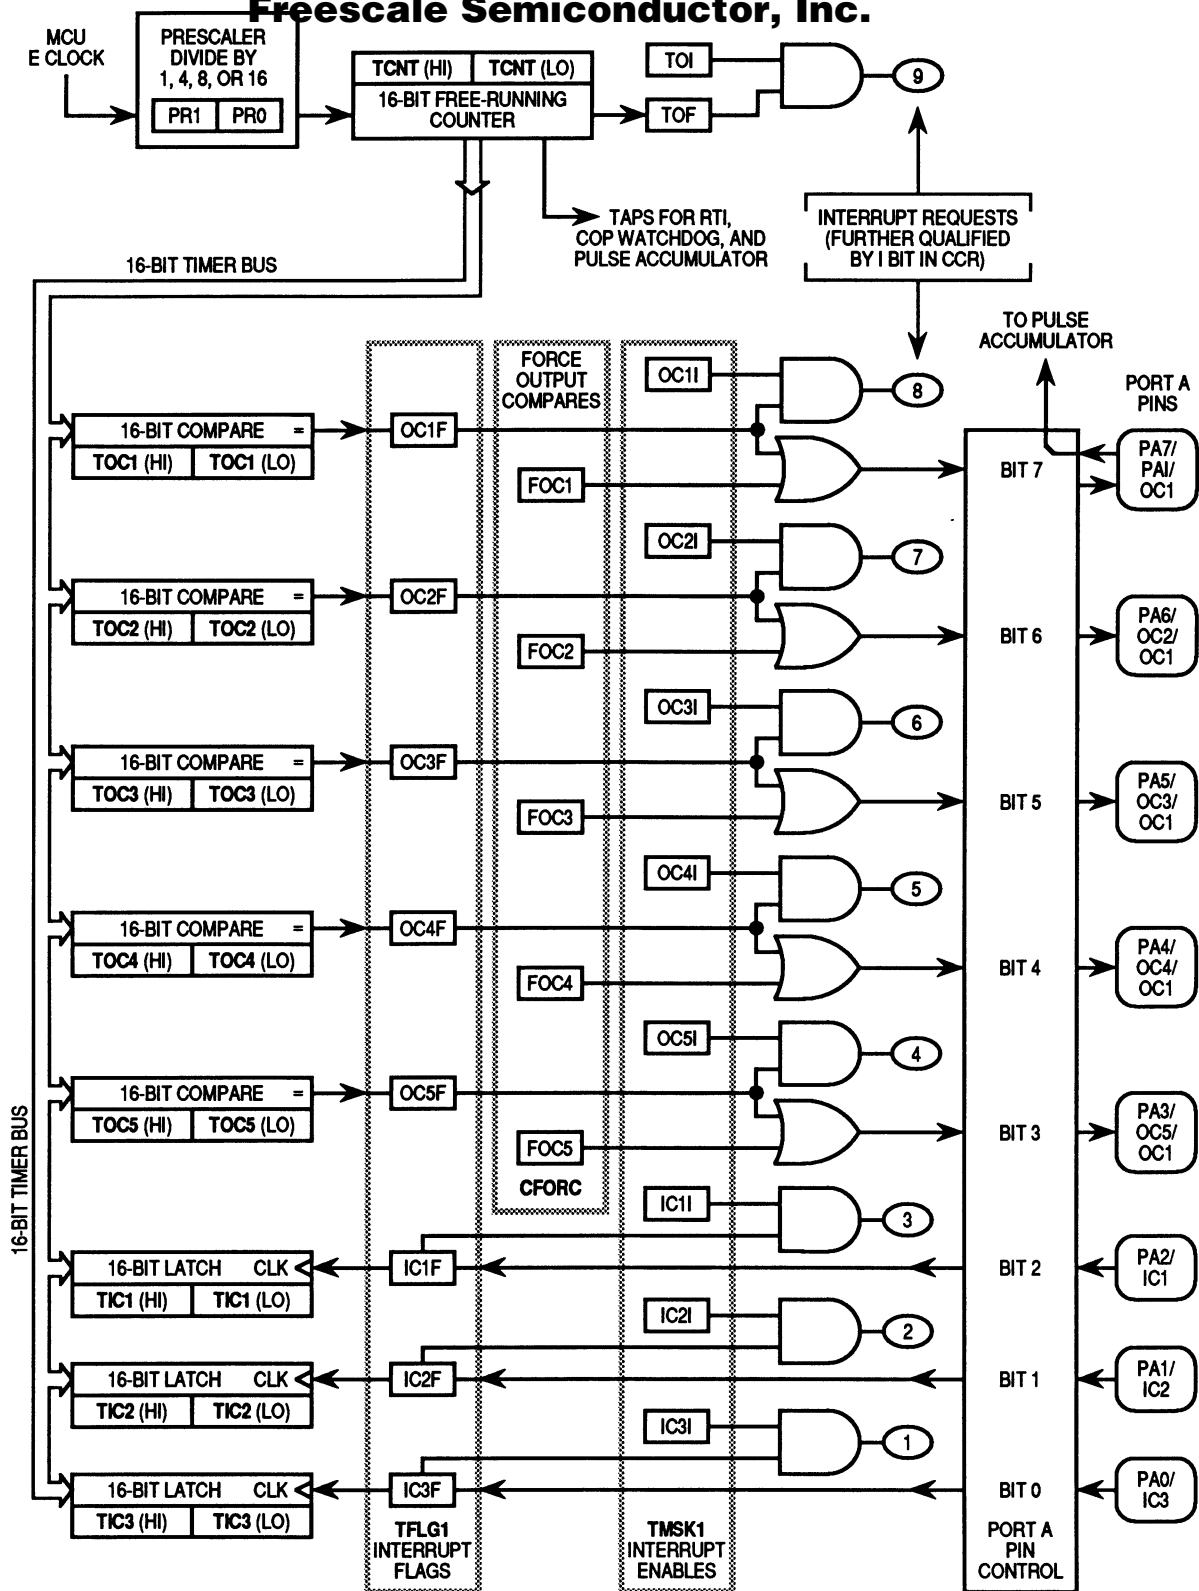 Freescale Semiconductor, Inc.
MCU
E CLOCK
PRESCALER
DIVIDE BY
1, 4, 8, OR 16
PR1 PR0
TCNT (HI) TCNT (LO)
16-BIT FREE-RUNNING
COUNTER
TOI
TOF
9
TAPS FOR RTI,
COP WATCHDOG, AND
PULSE ACCUMULATOR
INTERRUPT REQUESTS
(FURTHER QUALIFIED
BY I BIT IN CCR)
16-BIT TIMER BUS
TO PULSE
ACCUMULATOR
PORT A
PINS
FORCE
OUTPUT
COMPARES
OC1I
8
16-BIT COMPARE =
TOC1 (HI) TOC1 (LO)
OC1F
FOC1
BIT 7
PA7/
PAI/
OC1
OC2I
7
16-BIT COMPARE =
TOC2 (HI) TOC2 (LO)
OC2F
FOC2
BIT 6
PA6/
OC2/
OC1
OC3I
6
16-BIT COMPARE =
TOC3 (HI) TOC3 (LO)
OC3F
FOC3
BIT 5
PA5/
OC3/
OC1
OC4I
5
16-BIT COMPARE =
TOC4 (HI) TOC4 (LO)
OC4F
FOC4
BIT 4
PA4/
OC4/
OC1
OC5I
4
16-BIT COMPARE =
TOC5 (HI) TOC5 (LO)
OC5F
FOC5
CFORC
BIT 3
PA3/
OC5/
OC1
16-BIT TIMER BUS
IC1I
3
16-BIT LATCH CLK
TIC1 (HI) TIC1 (LO)
IC1F
BIT 2
PA2/
IC1
IC2I
2
16-BIT LATCH CLK
TIC2 (HI) TIC2 (LO)
IC2F
BIT 1
PA1/
IC2
IC3I
1
16-BIT LATCH CLK
TIC3 (HI) TIC3 (LO)
IC3F
BIT 0
PA0/
IC3
TFLG1
INTERRUPT
FLAGS
TMSK1
INTERRUPT
ENABLES
PORT A
PIN
CONTROL